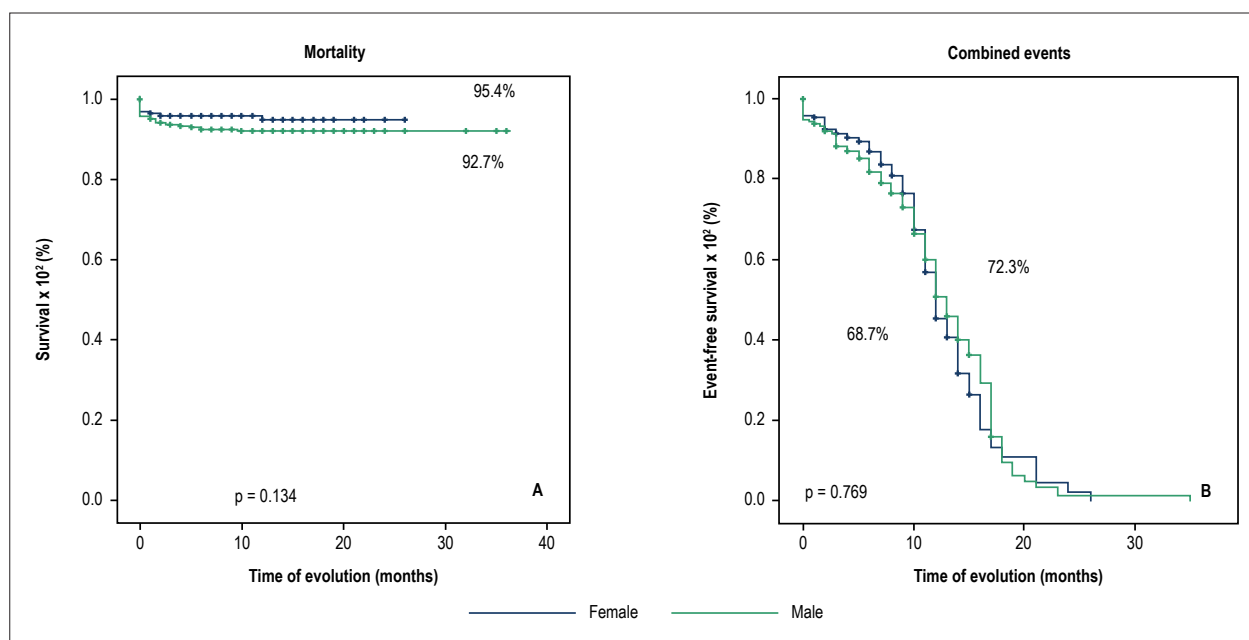 Mortality
Survival x 10² (%)
1.0
0.8
0.6
0.4
0.2
0.0
95.4%
92.7%
p = 0.134
A
0 10 20 30 40
Time of evolution (months)
Combined events
Event-free survival x 10² (%)
1.0
0.8
0.6
0.4
0.2
0.0
72.3%
68.7%
p = 0.769
B
0 10 20 30
Time of evolution (months)
Female Male